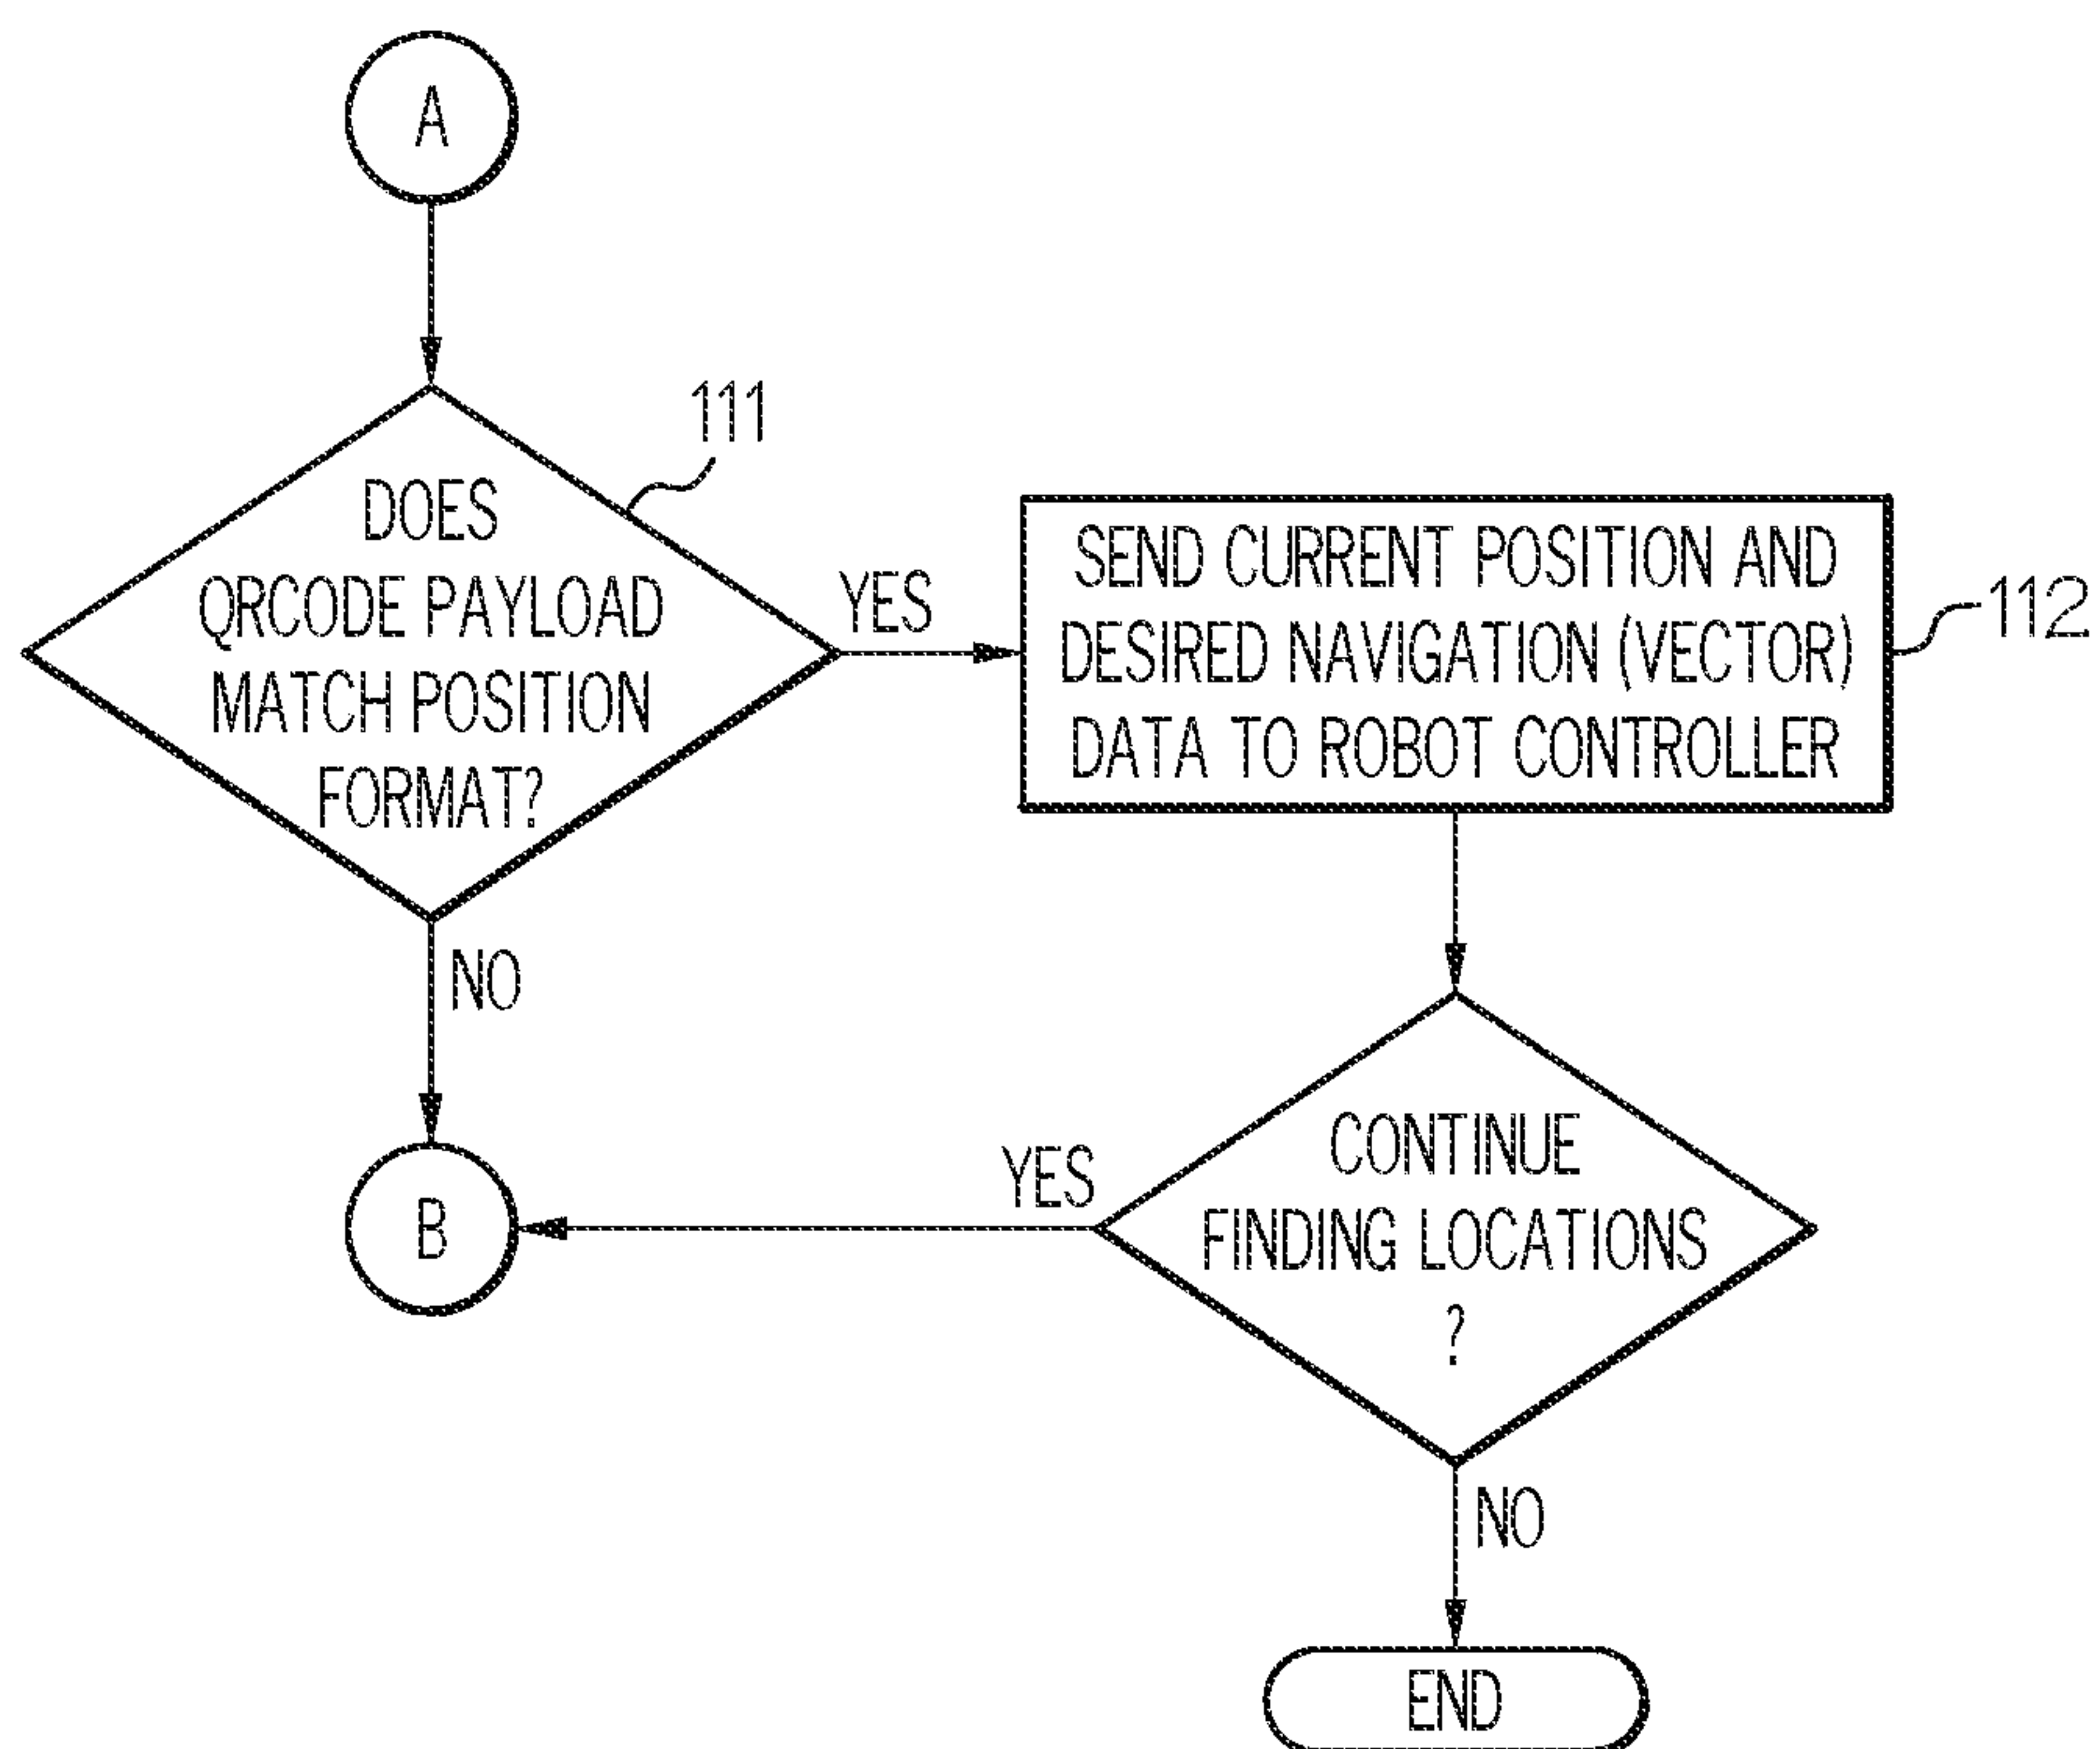 A
111
DOES
QRCODE PAYLOAD
MATCH POSITION
FORMAT?
YES
SEND CURRENT POSITION AND
DESIRED NAVIGATION (VECTOR)
DATA TO ROBOT CONTROLLER
112
NO
B
YES
CONTINUE
FINDING LOCATIONS
?
NO
END